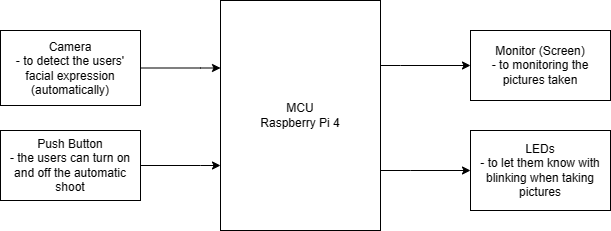 Camera
- to detect the users'
facial expression
(automatically)
Push Button
- the users can turn on
and off the automatic
shoot
MCU
Raspberry Pi 4
Monitor (Screen)
- to monitoring the
pictures taken
LEDs
- to let them know with
blinking when taking
pictures